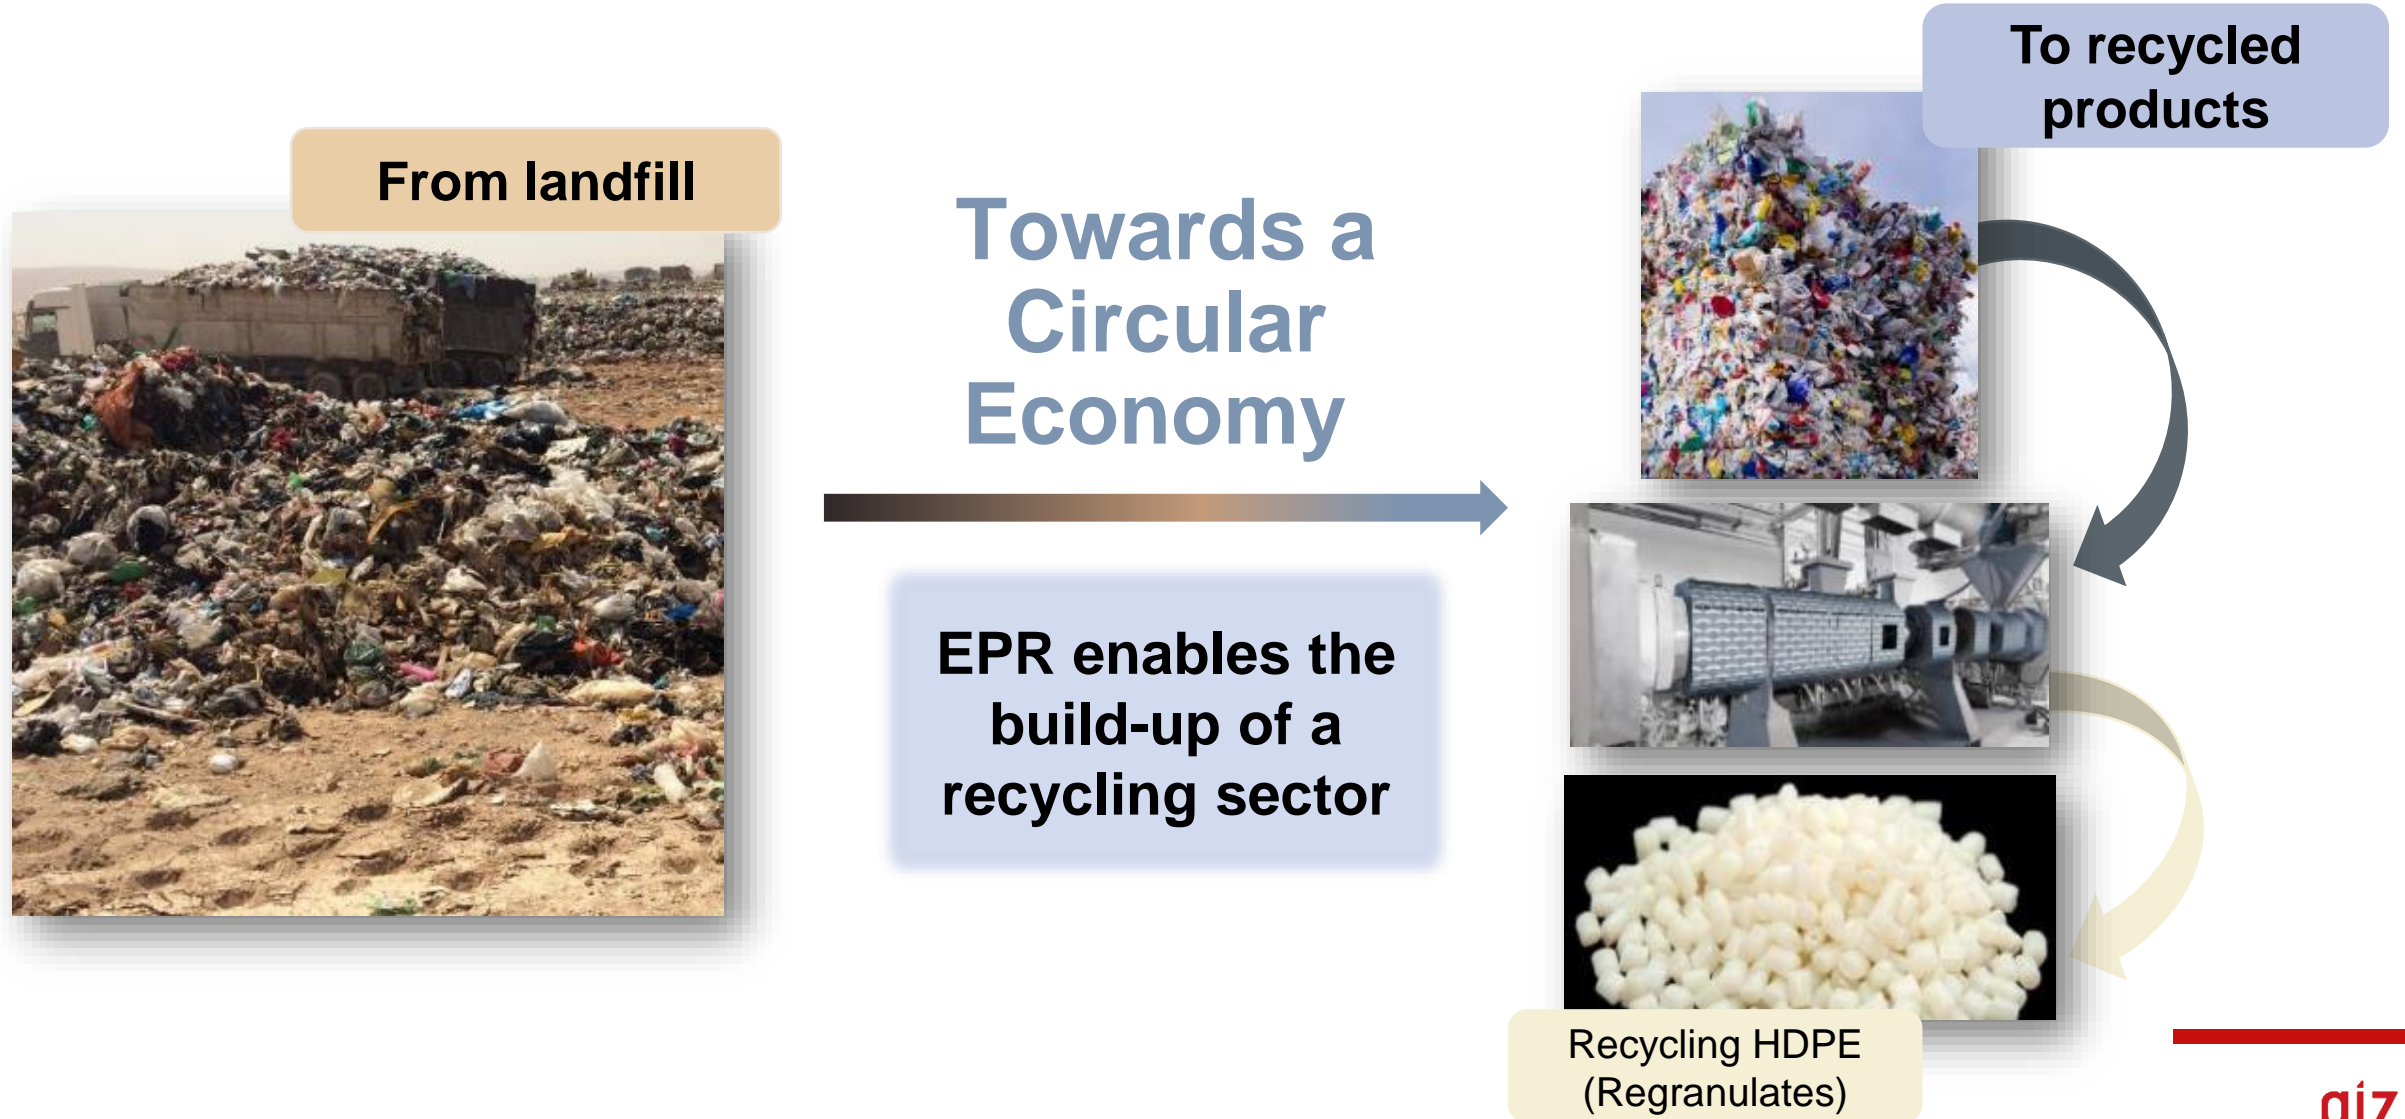 To recycled
products
From landfill
Towards a
Circular
Economy
EPR enables the
build-up of a
recycling sector
Recycling HDPE
(Regranulates)
giz